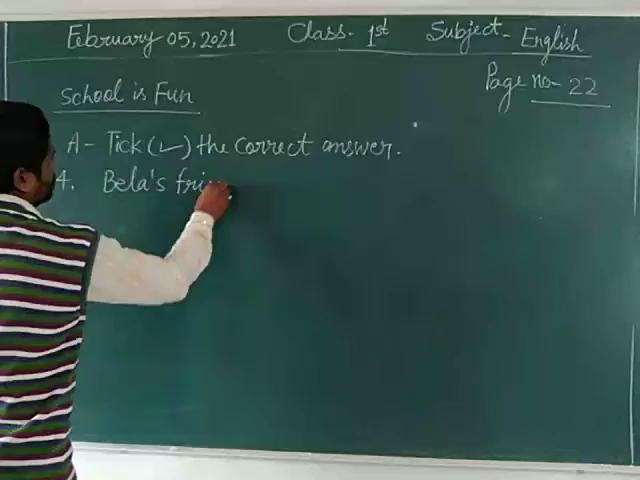 February 05, 2021 Class- 1st Subject- English
Page no- 22
School is Fun
A- Tick (✓) the correct answer.
4. Bela's fri